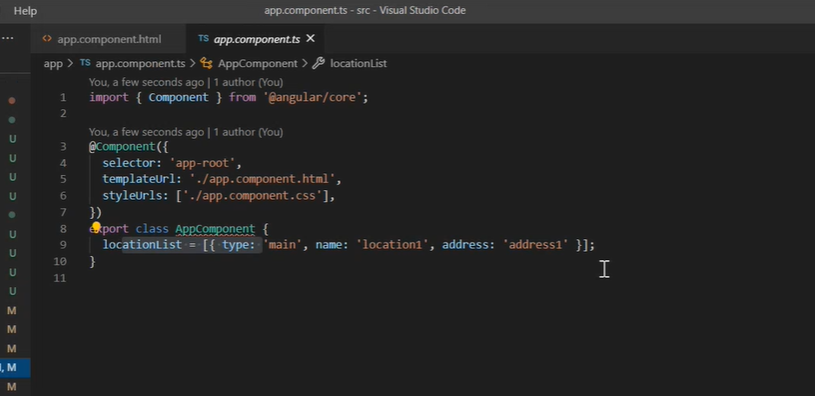 Help
app.component.ts - src - Visual Studio Code
··· <> app.component.html TS app.component.ts ×
app > TS app.component.ts > AppComponent > locationList
You, a few seconds ago | 1 author (You)
1 import { Component } from '@angular/core';
2
You, a few seconds ago | 1 author (You)
3 @Component({
4 selector: 'app-root',
5 templateUrl: './app.component.html',
6 styleUrls: ['./app.component.css'],
7 })
8 export class AppComponent {
9 locationList = [{ type: 'main', name: 'location1', address: 'address1' }];
10 }
11
U
U
U
U
U
U
U
U
M
M
M
, M
M